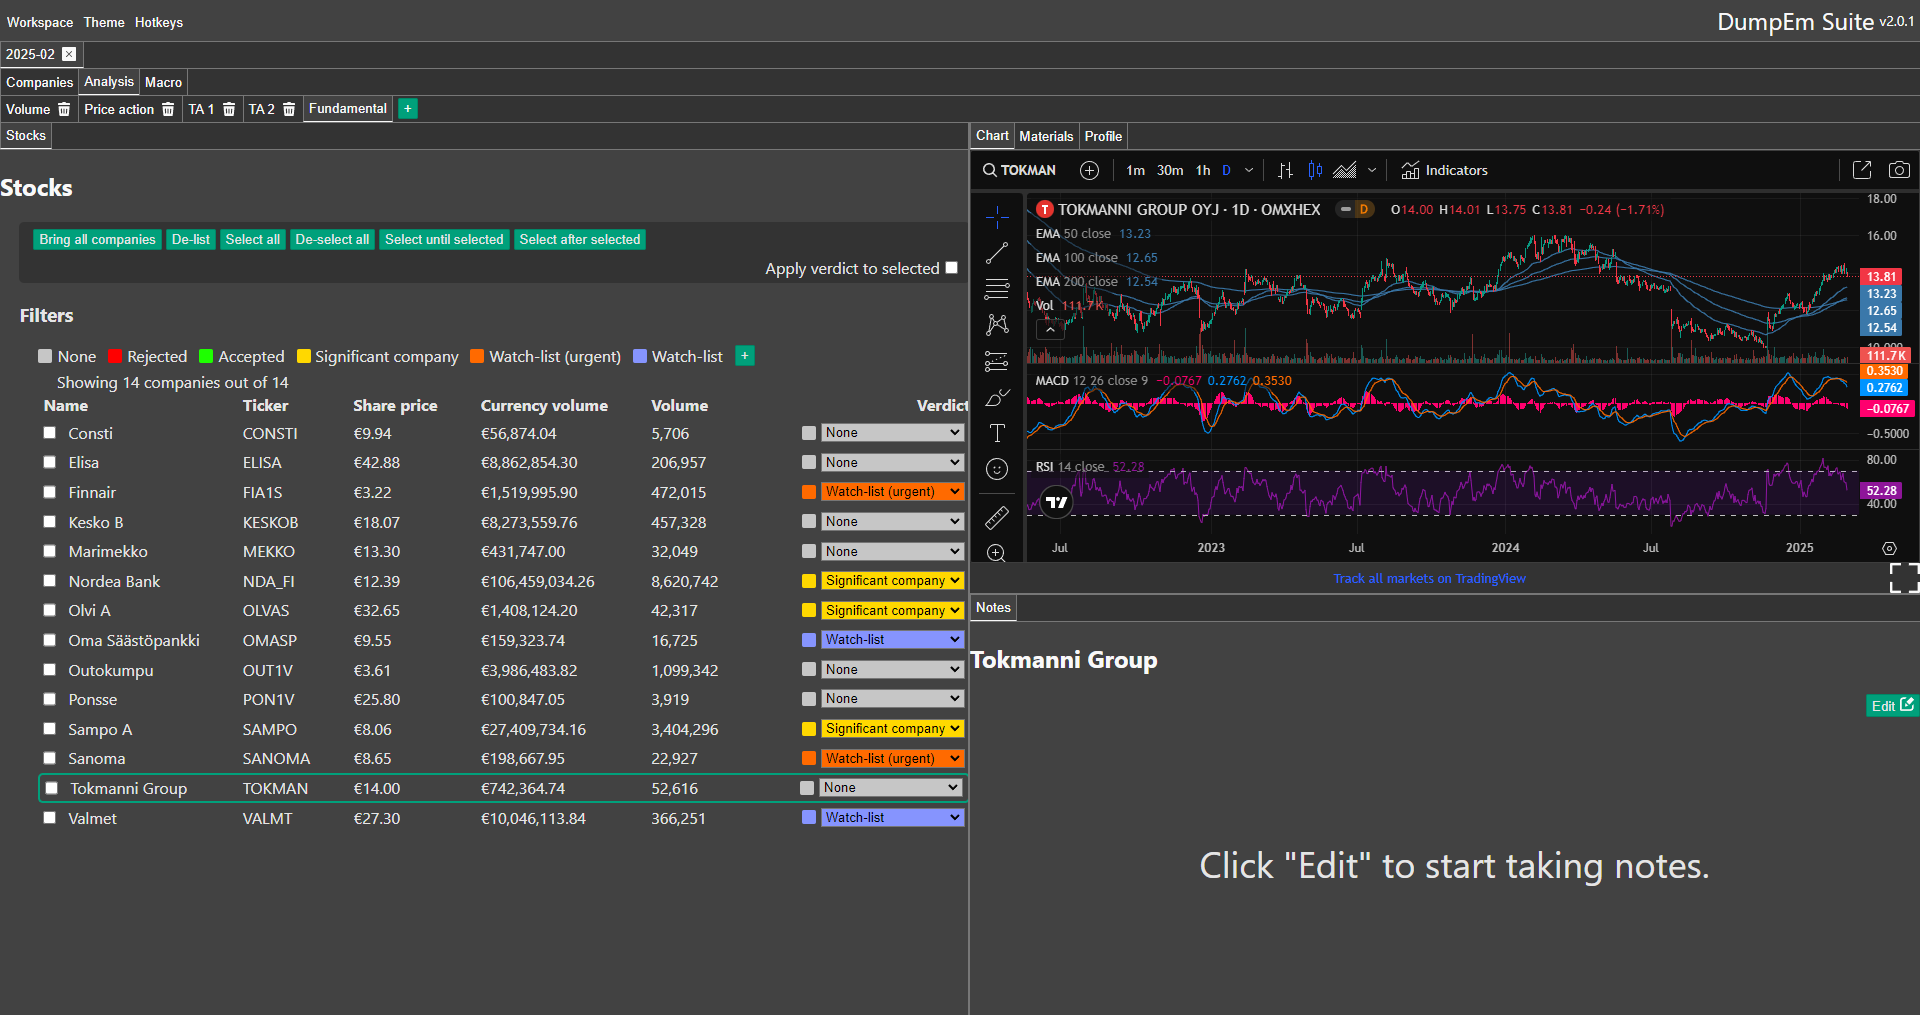 Workspace Theme Hotkeys
DumpEm Suite v2.0.1
2025-02
Companies Analysis Macro
Volume Price action TA 1 TA 2 Fundamental +
Stocks
Stocks
Bring all companies De-list Select all De-select all Select until selected Select after selected
Apply verdict to selected
Filters
None Rejected Accepted Significant company Watch-list (urgent) Watch-list +
Showing 14 companies out of 14
Name Ticker Share price Currency volume Volume Verdict
Consti CONSTI €9.94 €56,874.04 5,706 None
Elisa ELISA €42.88 €8,862,854.30 206,957 None
Finnair FIA1S €3.22 €1,519,995.90 472,015 Watch-list (urgent)
Kesko B KESKOB €18.07 €8,273,559.76 457,328 None
Marimekko MEKKO €13.30 €431,747.00 32,049 None
Nordea Bank NDA_FI €12.39 €106,459,034.26 8,620,742 Significant company
Olvi A OLVAS €32.65 €1,408,124.20 42,317 Significant company
Oma Säästöpankki OMASP €9.55 €159,323.74 16,725 Watch-list
Outokumpu OUT1V €3.61 €3,986,483.82 1,099,342 None
Ponsse PON1V €25.80 €100,847.05 3,919 None
Sampo A SAMPO €8.06 €27,409,734.16 3,404,296 Significant company
Sanoma SANOMA €8.65 €198,667.95 22,927 Watch-list (urgent)
Tokmanni Group TOKMAN €14.00 €742,364.74 52,616 None
Valmet VALMT €27.30 €10,046,113.84 366,251 Watch-list
Chart Materials Profile
TOKMAN 1m 30m 1h D Indicators
T TOKMANNI GROUP OYJ · 1D · OMXHEX D O14.00 H14.01 L13.75 C13.81 −0.24 (−1.71%)
EMA 50 close 13.23
EMA 100 close 12.65
EMA 200 close 12.54
Vol 111.7K
18.00
16.00
13.81
13.23
12.65
12.54
111.7K
MACD 12 26 close 9 −0.0767 0.2762 0.3530
0.3530
0.2762
−0.0767
−0.5000
RSI 14 close 52.28
80.00
52.28
40.00
Jul 2023 Jul 2024 Jul 2025
Track all markets on TradingView
Notes
Tokmanni Group
Edit
Click "Edit" to start taking notes.